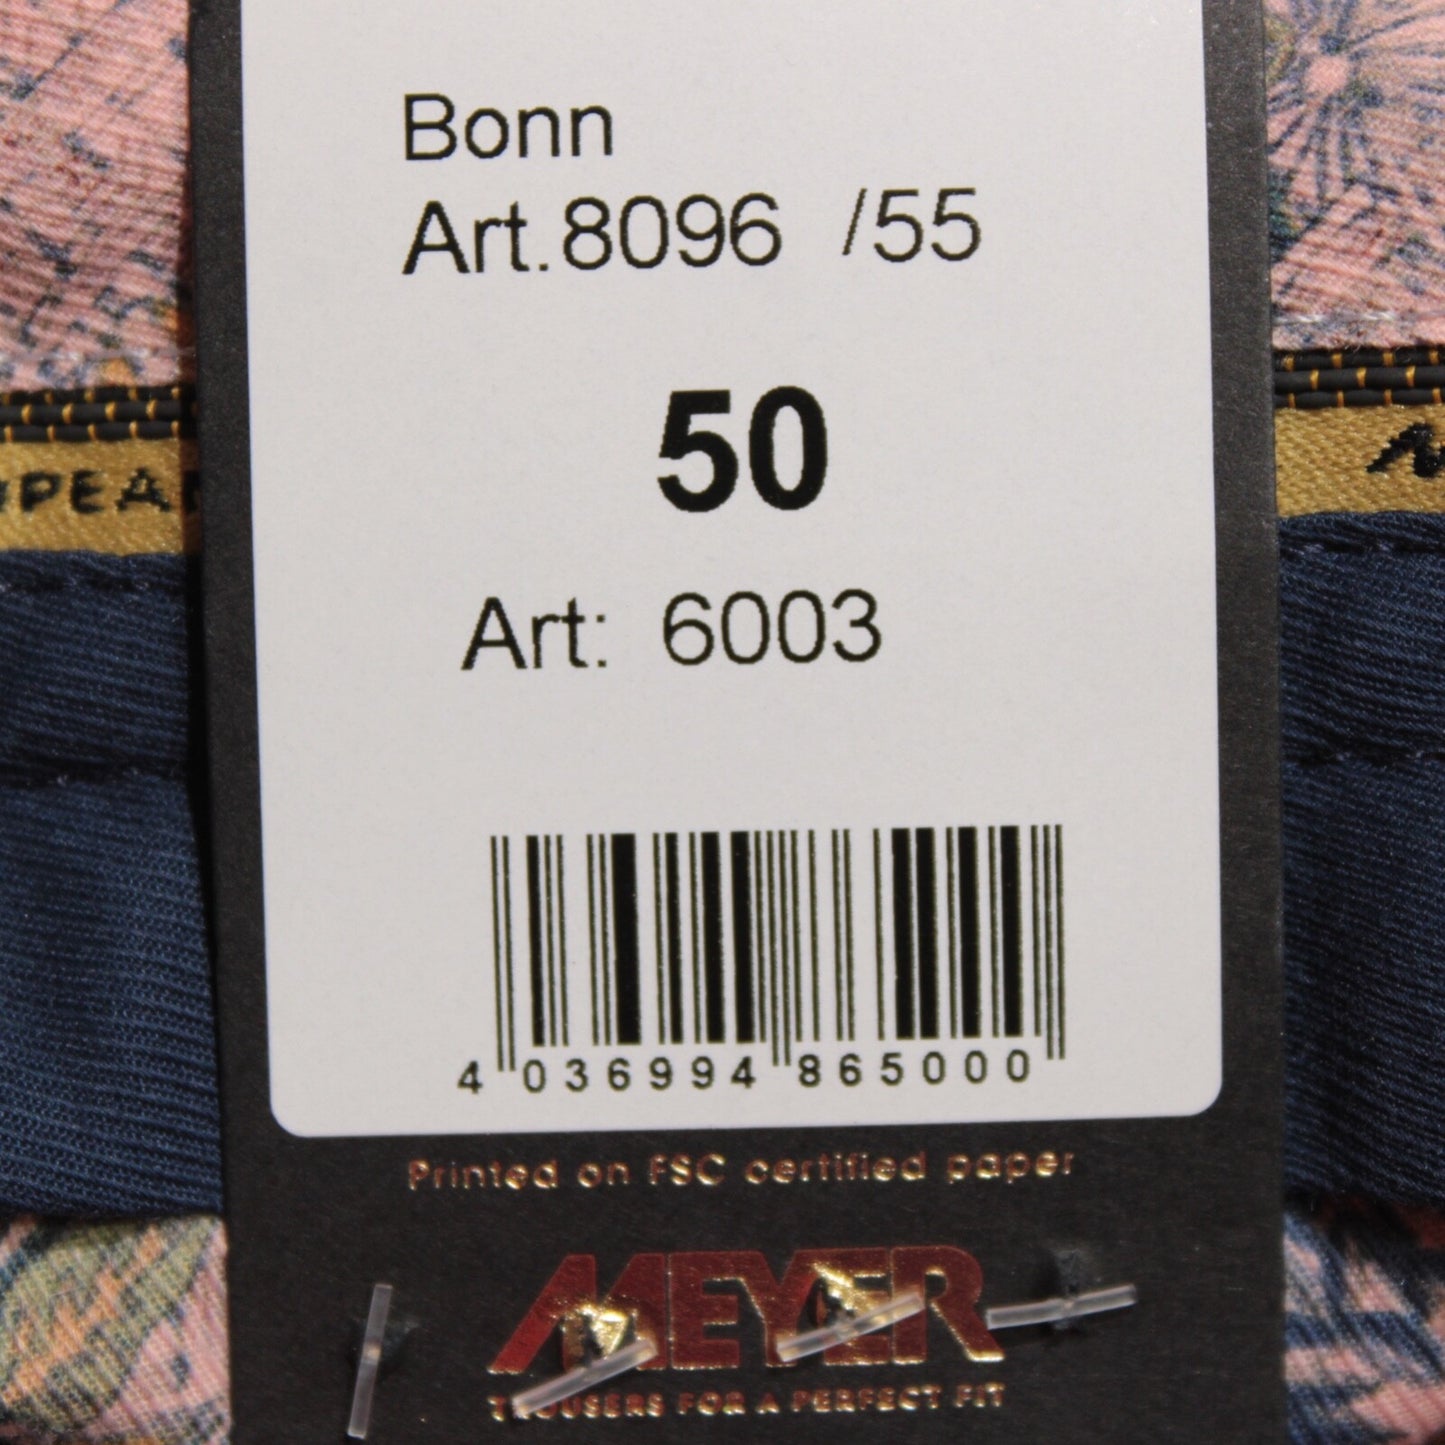 Bonn
Art.8096 /55
50
Art: 6003
4 036994 865000
Printed on FSC certified paper
MEYER
TROUSERS FOR A PERFECT FIT